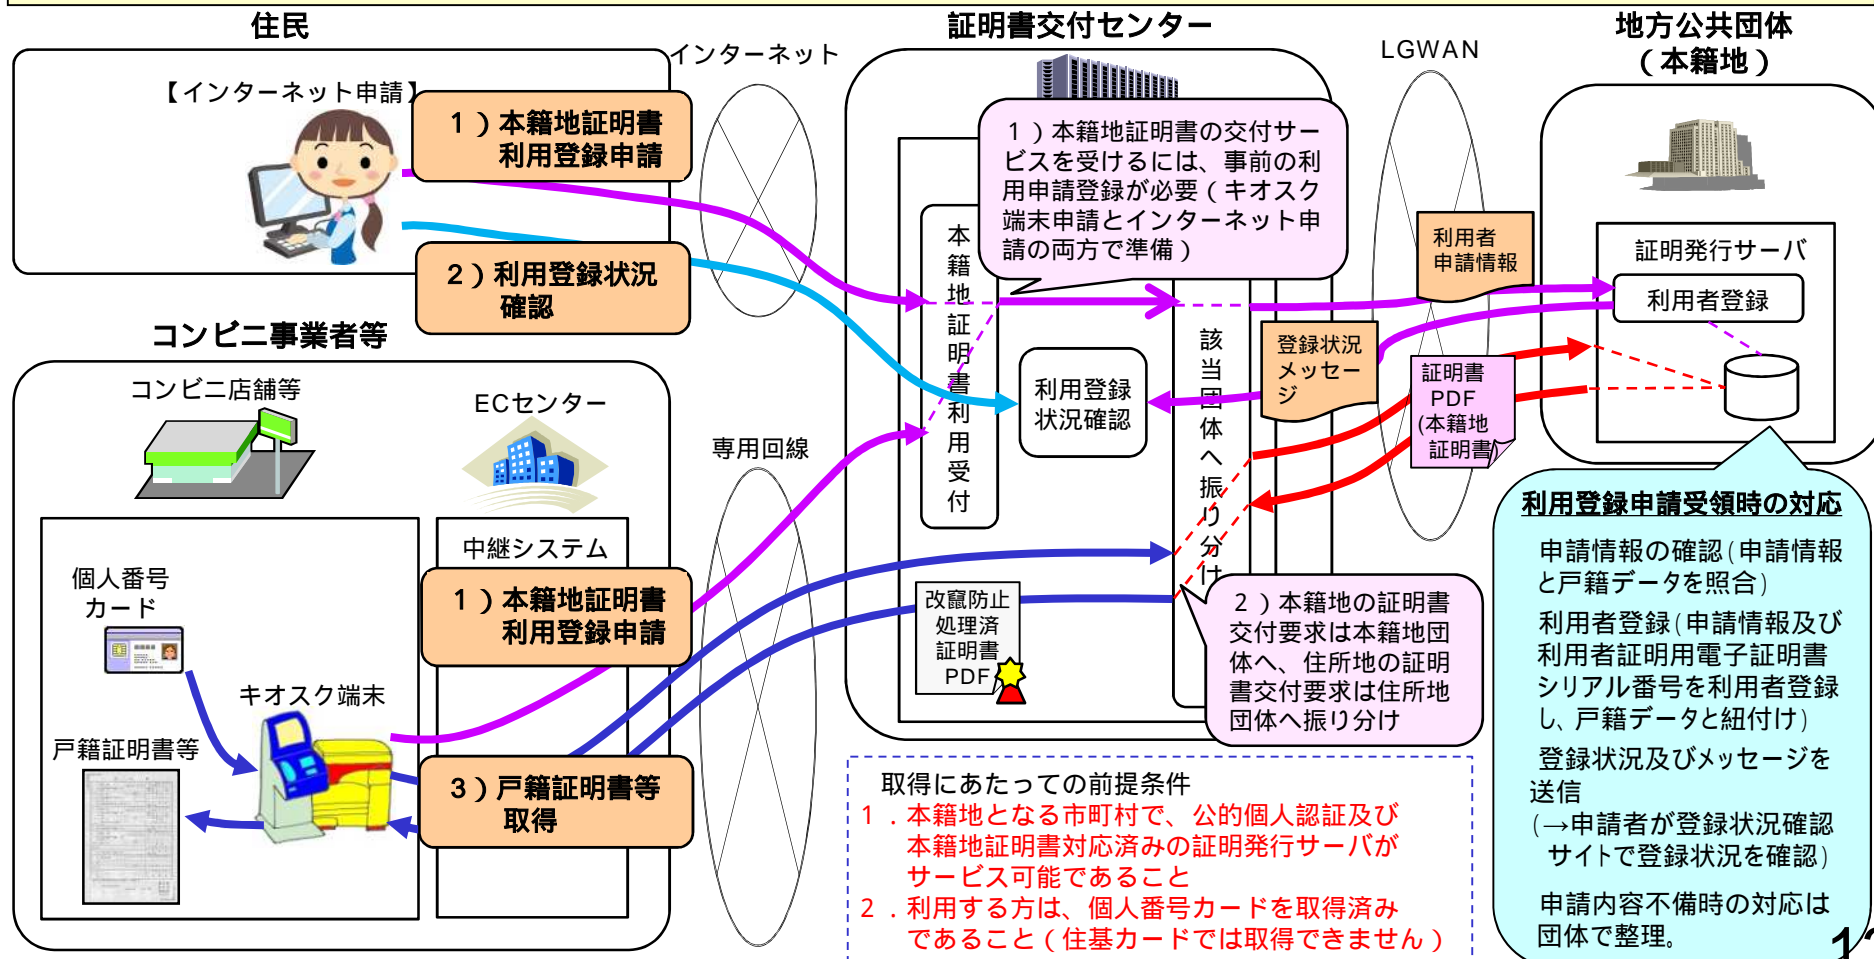 住民
【インターネット申請】
１）本籍地証明書
利用登録申請
２）利用登録状況
確認
インターネット
コンビニ事業者等
コンビニ店舗等
ECセンター
専用回線
中継システム
個人番号
カード
キオスク端末
戸籍証明書等
１）本籍地証明書
利用登録申請
３）戸籍証明書等
取得
証明書交付センター
１）本籍地証明書の交付サー
ビスを受けるには、事前の利
用申請登録が必要（キオスク
端末申請とインターネット申
請の両方で準備）
本籍地証明書利用受付
利用登録
状況確認
該当団体へ振り分け
改竄防止
処理済
証明書
PDF
２）本籍地の証明書
交付要求は本籍地団
体へ、住所地の証明
書交付要求は住所地
団体へ振り分け
LGWAN
利用者
申請情報
登録状況
メッセー
ジ
証明書
PDF
(本籍地
証明書)
地方公共団体
（本籍地）
証明発行サーバ
利用者登録
利用登録申請受領時の対応
申請情報の確認(申請情報
と戸籍データを照合)
利用者登録(申請情報及び
利用者証明用電子証明書
シリアル番号を利用者登録
し、戸籍データと紐付け)
登録状況及びメッセージを
送信
(→申請者が登録状況確認
サイトで登録状況を確認)
申請内容不備時の対応は
団体で整理。
取得にあたっての前提条件
１．本籍地となる市町村で、公的個人認証及び
本籍地証明書対応済みの証明発行サーバが
サービス可能であること
２．利用する方は、個人番号カードを取得済み
であること（住基カードでは取得できません）